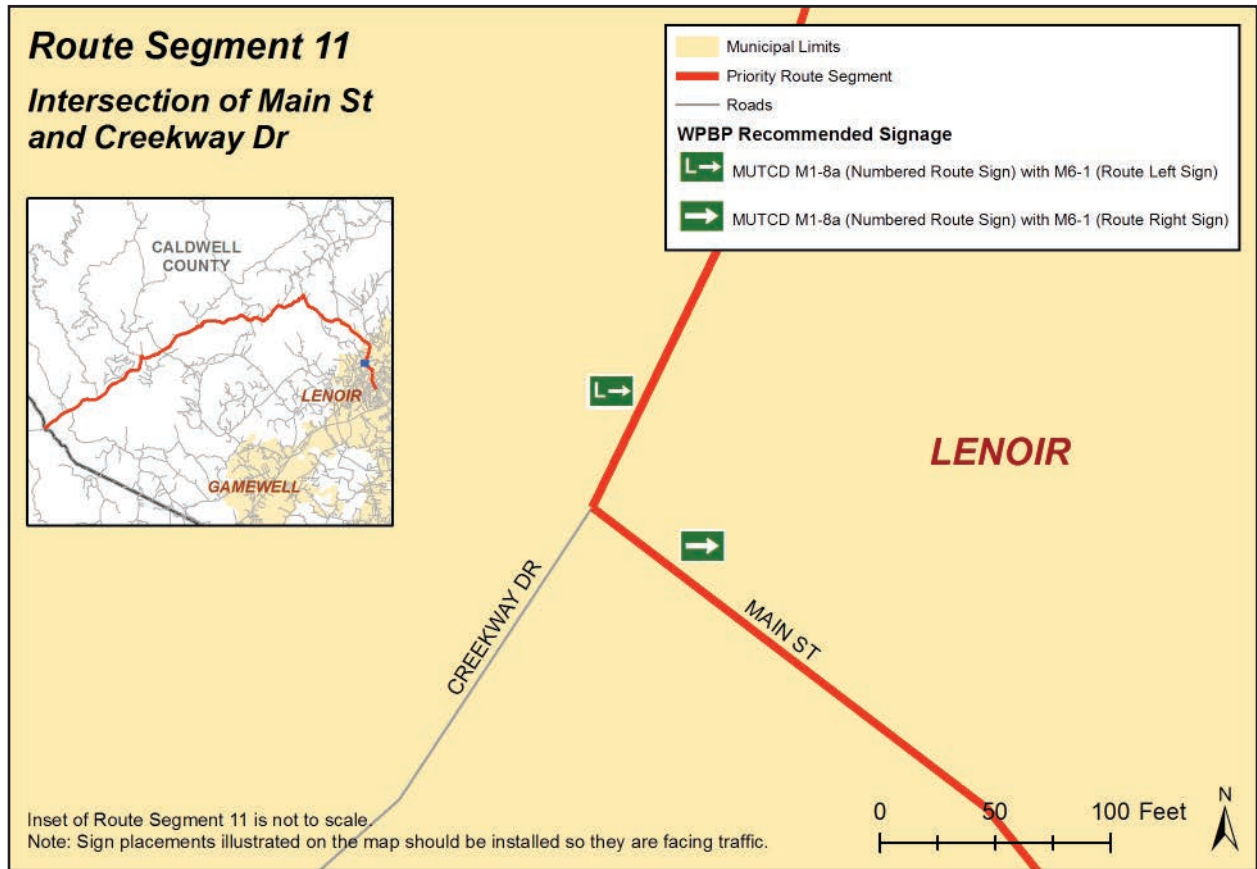 Route Segment 11
Intersection of Main St
and Creekway Dr
Municipal Limits
Priority Route Segment
Roads
WPBP Recommended Signage
L→ MUTCD M1-8a (Numbered Route Sign) with M6-1 (Route Left Sign)
→ MUTCD M1-8a (Numbered Route Sign) with M6-1 (Route Right Sign)
CALDWELL
COUNTY
LENOIR
GAMEWELL
L→
LENOIR
→
CREEKWAY DR
MAIN ST
Inset of Route Segment 11 is not to scale.
Note: Sign placements illustrated on the map should be installed so they are facing traffic.
0 50 100 Feet
N